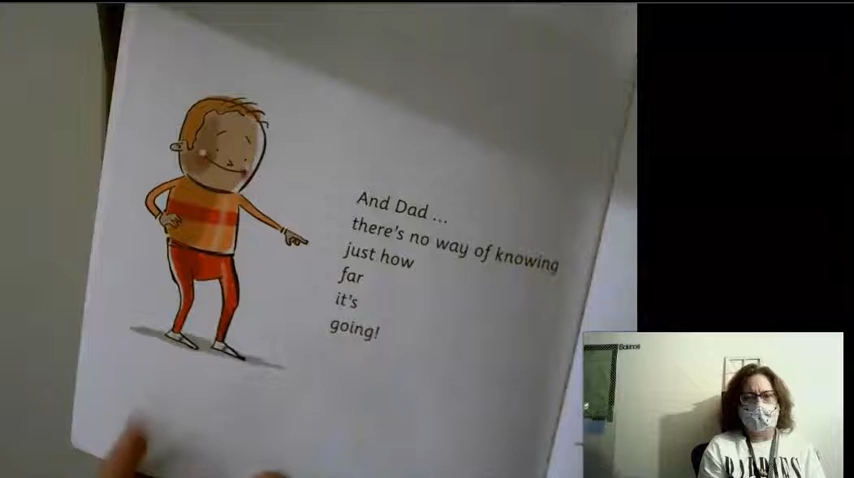 And Dad ...
there's no way of knowing
just how
far
it's
going!